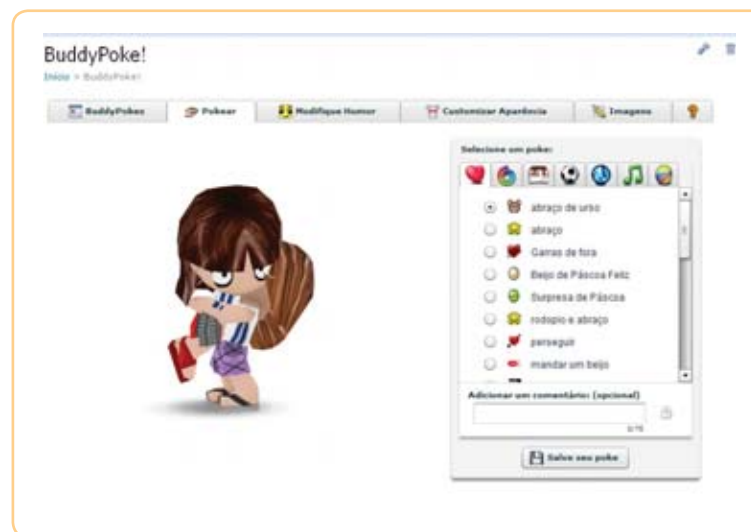 BuddyPoke!
Início > BuddyPoke!
BuddyPokes
Pokear
Modifique Humor
Customizar Aparência
Imagens
Selecione um poke:
abraço de urso
abraço
Garras de fora
Beijo de Páscoa Feliz
Surpresa de Páscoa
rodopio e abraço
perseguir
mandar um beijo
Adicionar um comentário: (opcional)
Salve seu poke